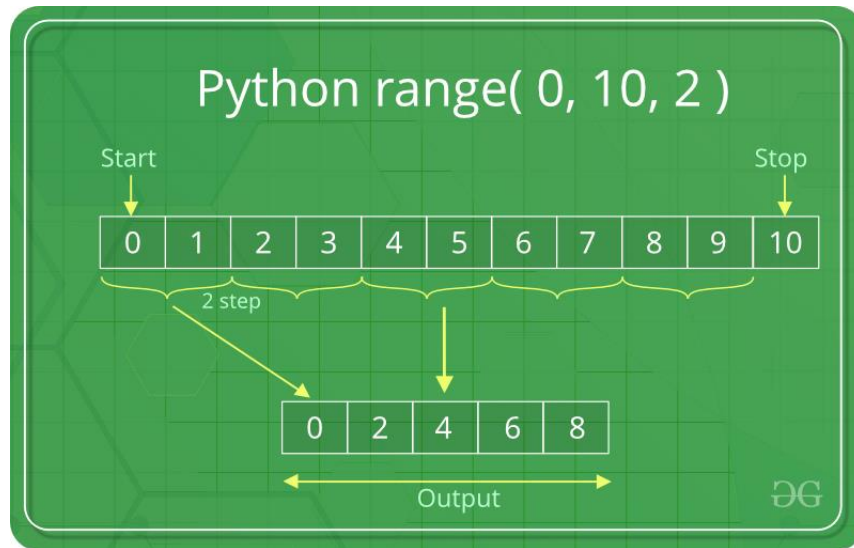 Python range( 0, 10, 2 )
Start Stop
0 1 2 3 4 5 6 7 8 9 10
2 step
0 2 4 6 8
Output
GG